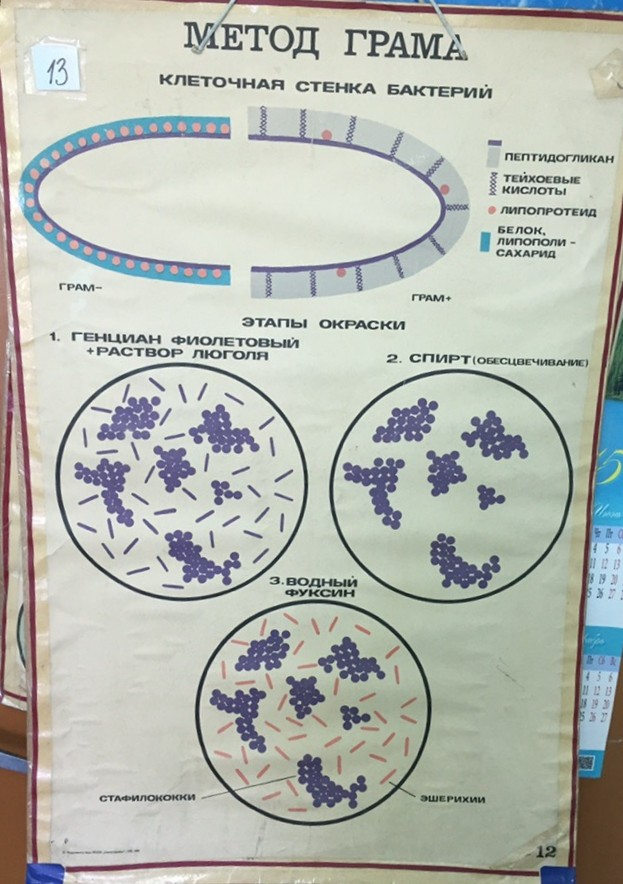 МЕТОД ГРАМА
13
КЛЕТОЧНАЯ СТЕНКА БАКТЕРИЙ
ПЕПТИДОГЛИКАН
ТЕЙХОЕВЫЕ
КИСЛОТЫ
ЛИПОПРОТЕИД
БЕЛОК,
ЛИПОПОЛИ-
САХАРИД
ГРАМ−
ГРАМ+
ЭТАПЫ ОКРАСКИ
1. ГЕНЦИАН ФИОЛЕТОВЫЙ
+РАСТВОР ЛЮГОЛЯ
2. СПИРТ (ОБЕСЦВЕЧИВАНИЕ)
3. ВОДНЫЙ
ФУКСИН
СТАФИЛОКОККИ
ЭШЕРИХИИ
12